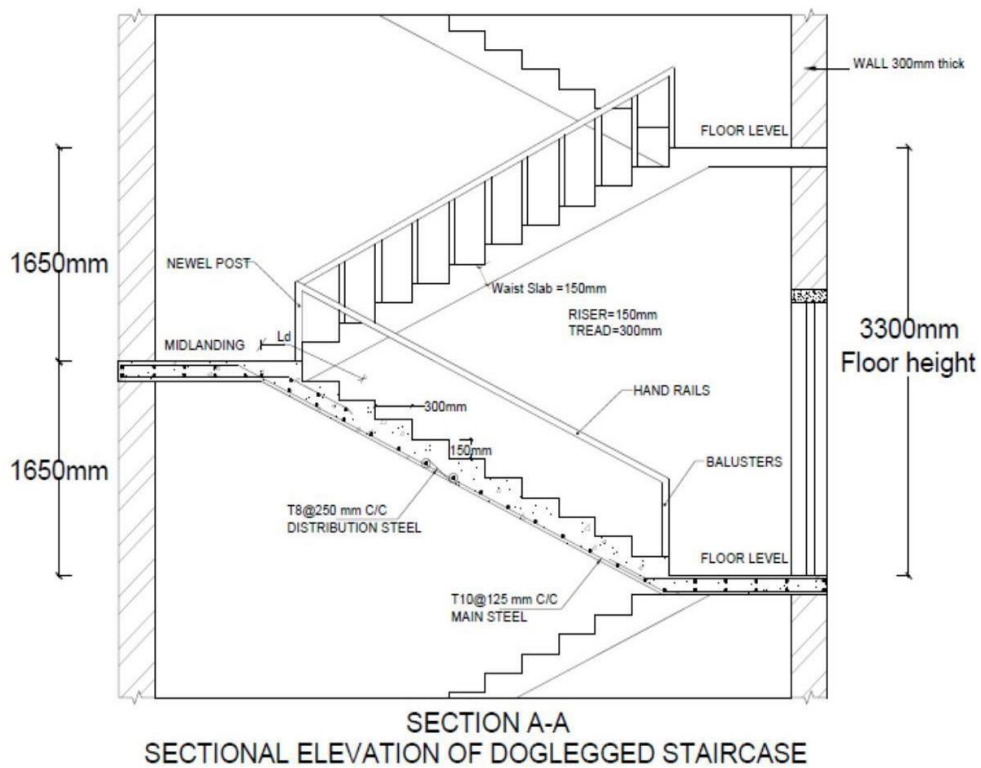 WALL 300mm thick
FLOOR LEVEL
1650mm
NEWEL POST
Waist Slab =150mm
RISER=150mm
TREAD=300mm
Ld
MIDLANDING
3300mm
Floor height
HAND RAILS
300mm
150mm
1650mm
BALUSTERS
T8@250 mm C/C
DISTRIBUTION STEEL
FLOOR LEVEL
T10@125 mm C/C
MAIN STEEL
SECTION A-A
SECTIONAL ELEVATION OF DOGLEGGED STAIRCASE